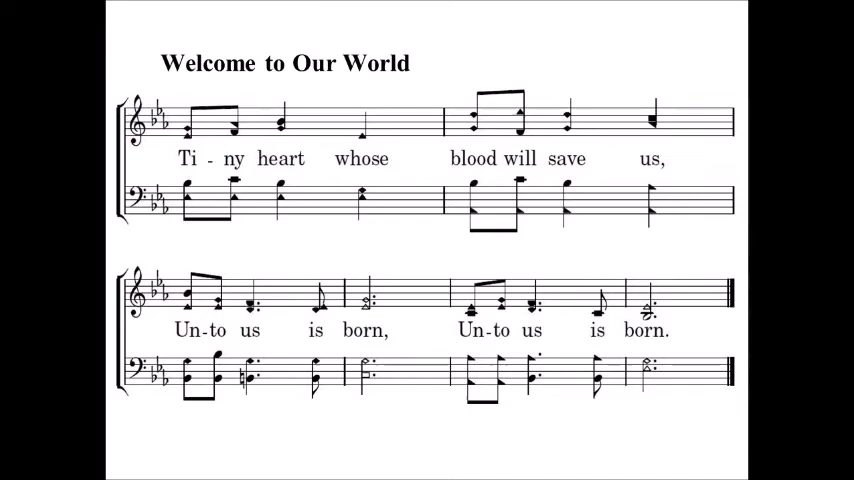 Welcome to Our World
Ti - ny heart whose blood will save us,
Un-to us is born, Un-to us is born.